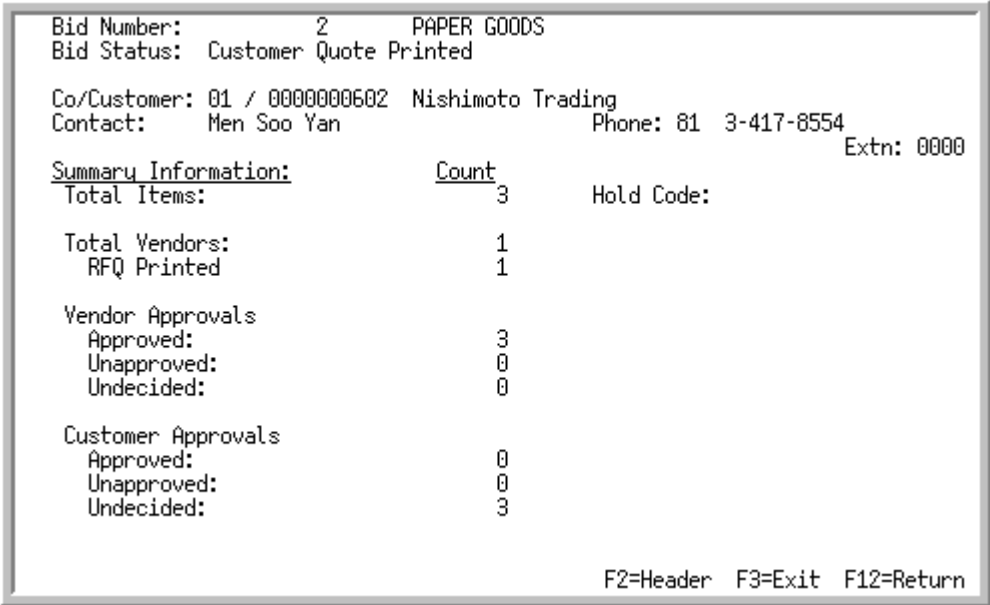 Bid Number: 2 PAPER GOODS
Bid Status: Customer Quote Printed
Co/Customer: 01 / 0000000602 Nishimoto Trading
Contact: Men Soo Yan Phone: 81 3-417-8554
Extn: 0000
Summary Information: Count
Total Items: 3 Hold Code:
Total Vendors: 1
RFQ Printed 1
Vendor Approvals
Approved: 3
Unapproved: 0
Undecided: 0
Customer Approvals
Approved: 0
Unapproved: 0
Undecided: 3
F2=Header F3=Exit F12=Return